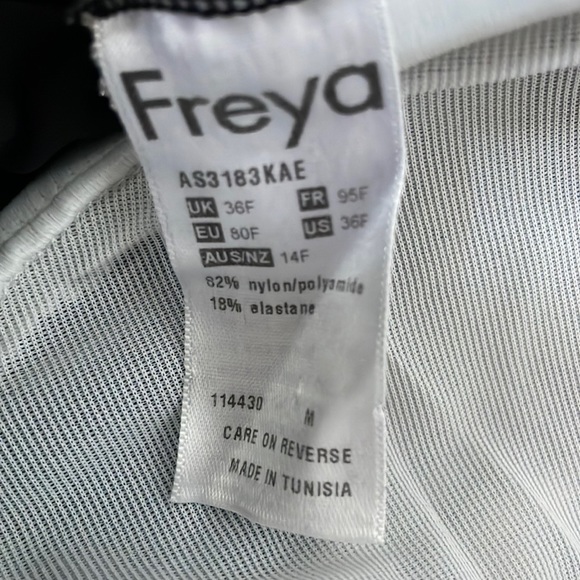 Freya
AS3183KAE
UK 36F FR 95F
EU 80F US 36F
AUS/NZ 14F
82% nylon/polyamide
18% elastane
114430 M
CARE ON REVERSE
MADE IN TUNISIA